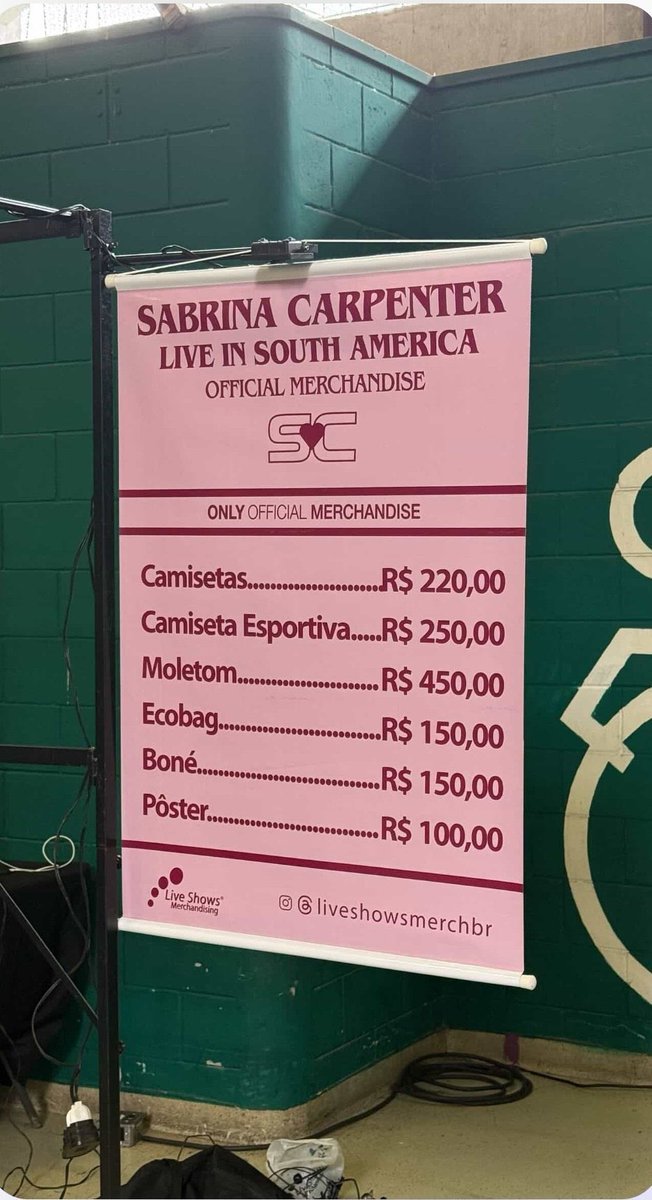 SABRINA CARPENTER
LIVE IN SOUTH AMERICA
OFFICIAL MERCHANDISE
SC
ONLY OFFICIAL MERCHANDISE
Camisetas......................R$ 220,00
Camiseta Esportiva.....R$ 250,00
Moletom.........................R$ 450,00
Ecobag............................R$ 150,00
Boné................................R$ 150,00
Pôster..............................R$ 100,00
Live Shows®
Merchandising
liveshowsmerchbr